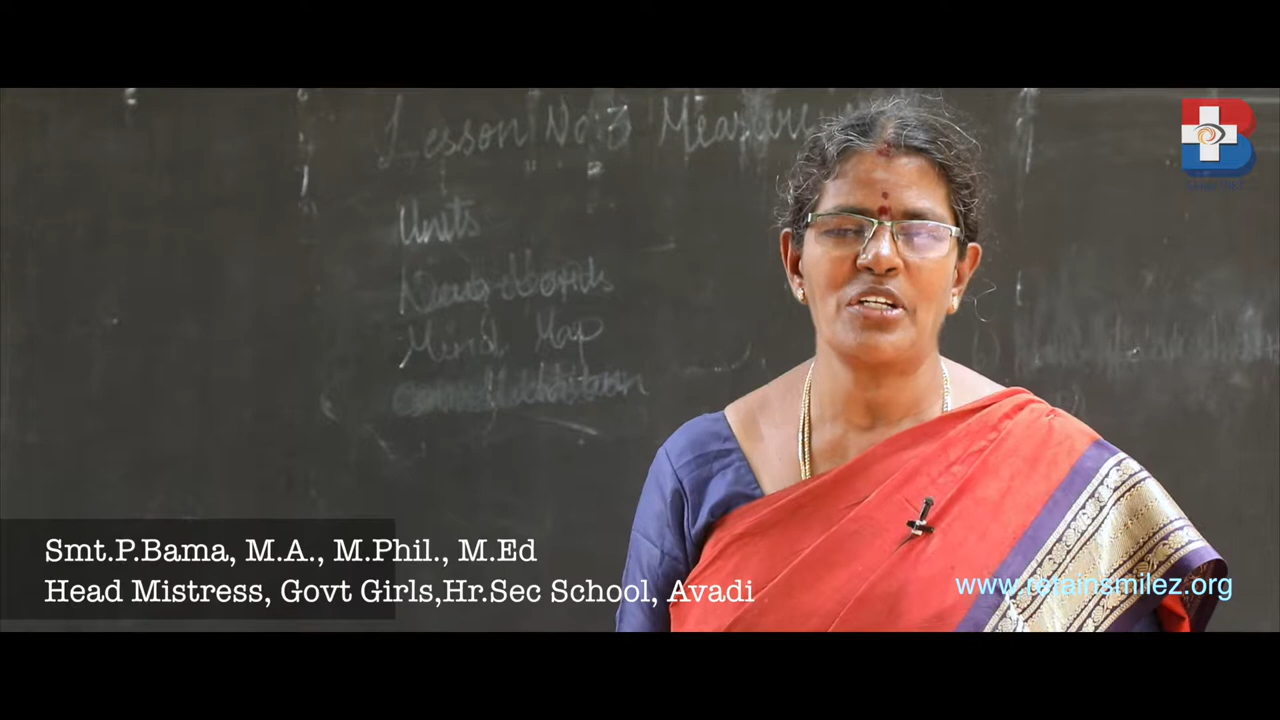 Lesson No:3 Measure
Units
Mind Map
Smt.P.Bama, M.A., M.Phil., M.Ed
Head Mistress, Govt Girls,Hr.Sec School, Avadi
www.retainsmilez.org